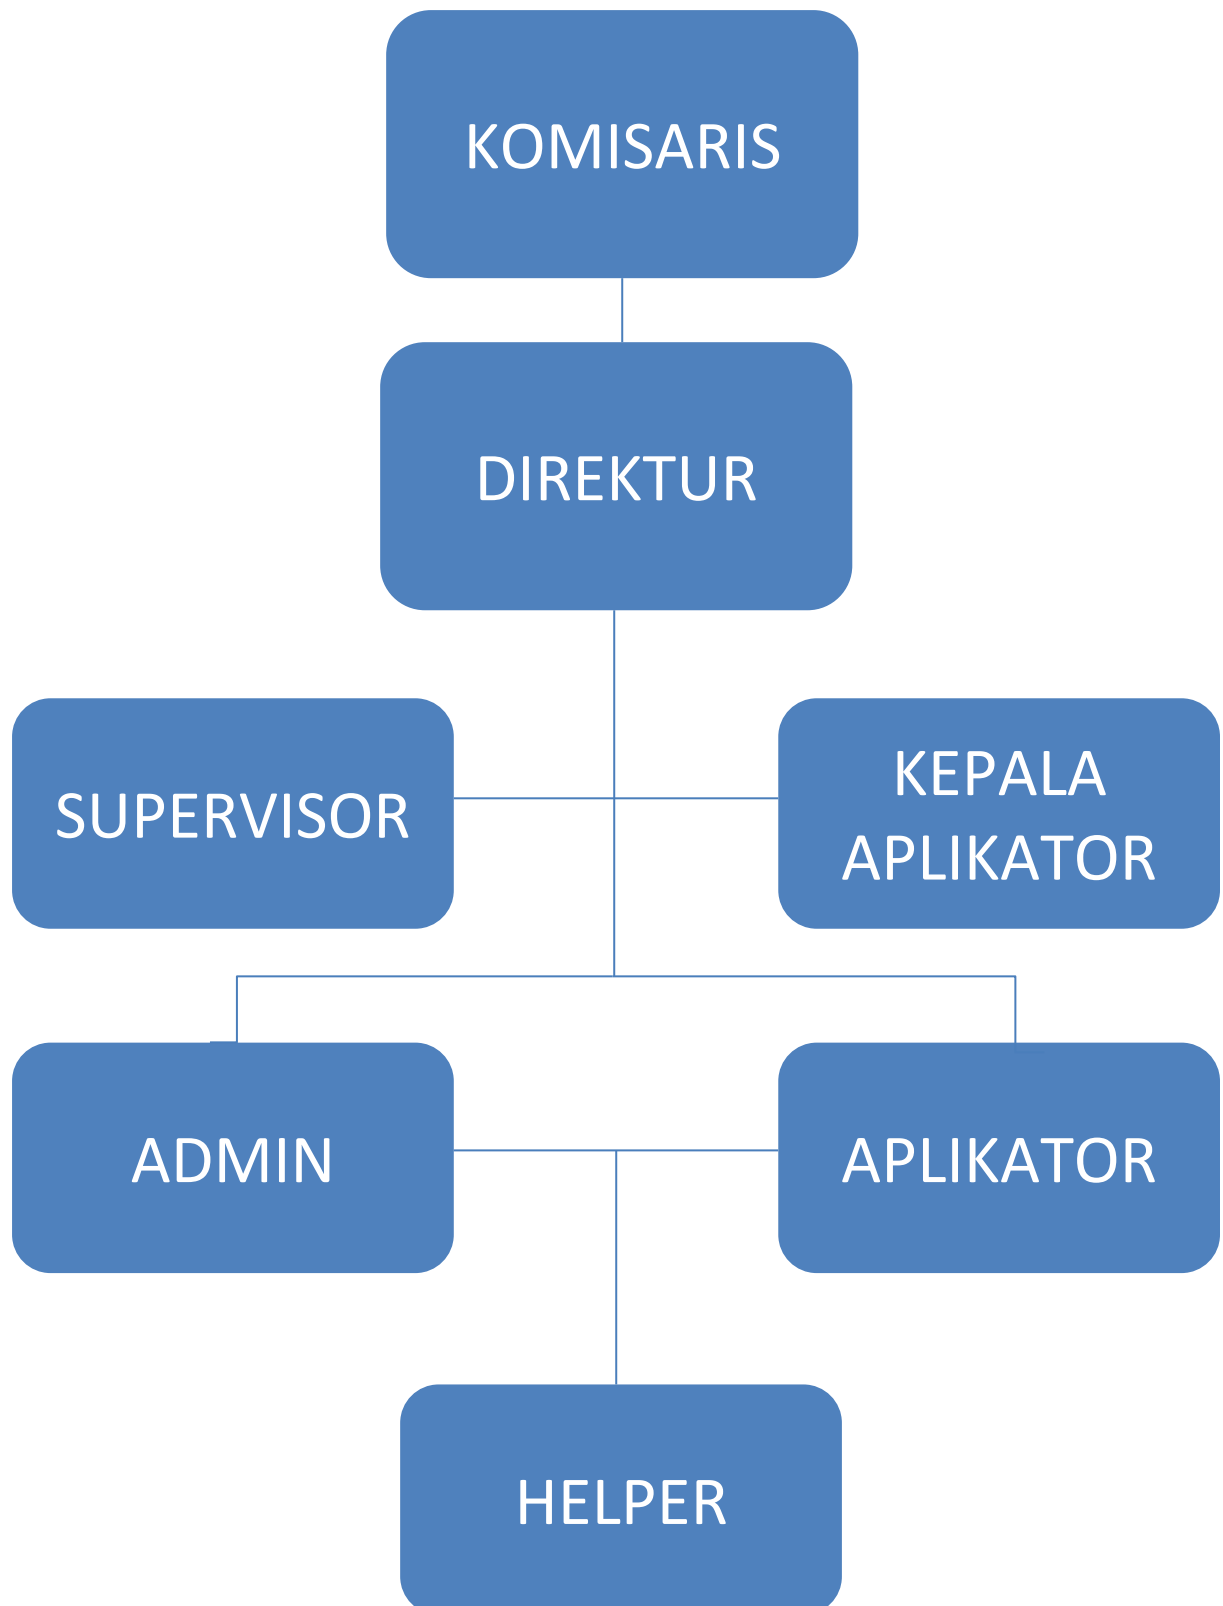 KOMISARIS
DIREKTUR
SUPERVISOR
KEPALA
APLIKATOR
ADMIN
APLIKATOR
HELPER